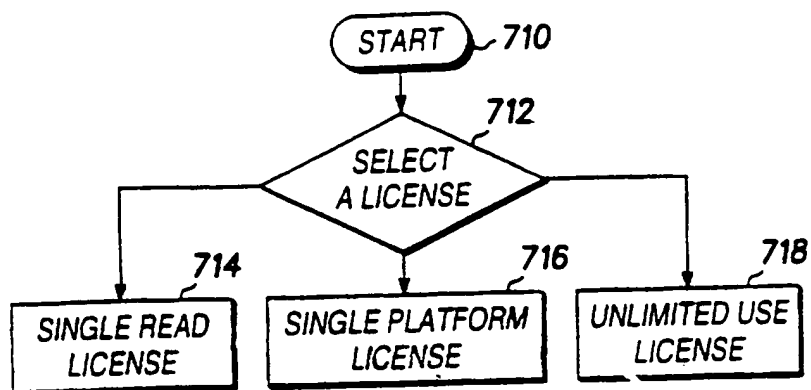 START
710
712
SELECT
A LICENSE
714
716
718
SINGLE READ
LICENSE
SINGLE PLATFORM
LICENSE
UNLIMITED USE
LICENSE